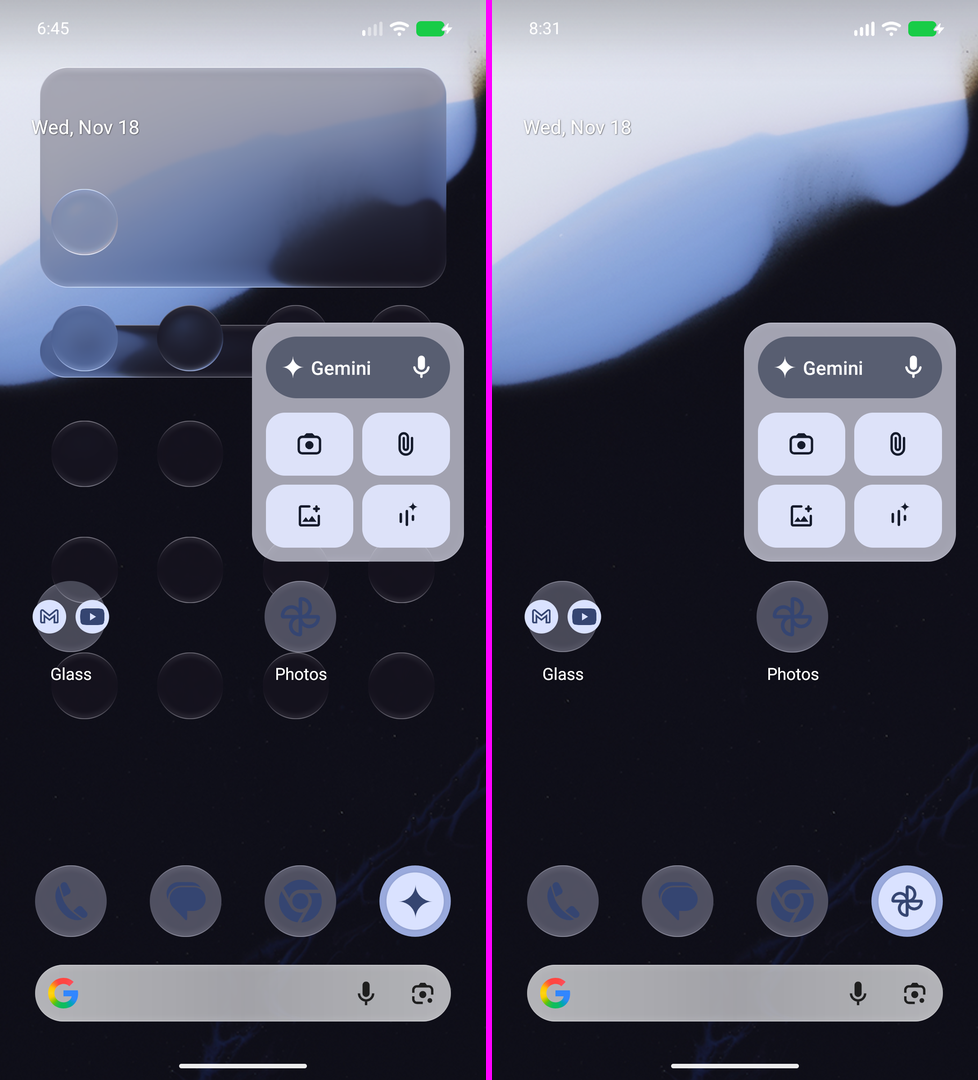 6:45
Wed, Nov 18
Gemini
Glass
Photos
8:31
Wed, Nov 18
Gemini
Glass
Photos